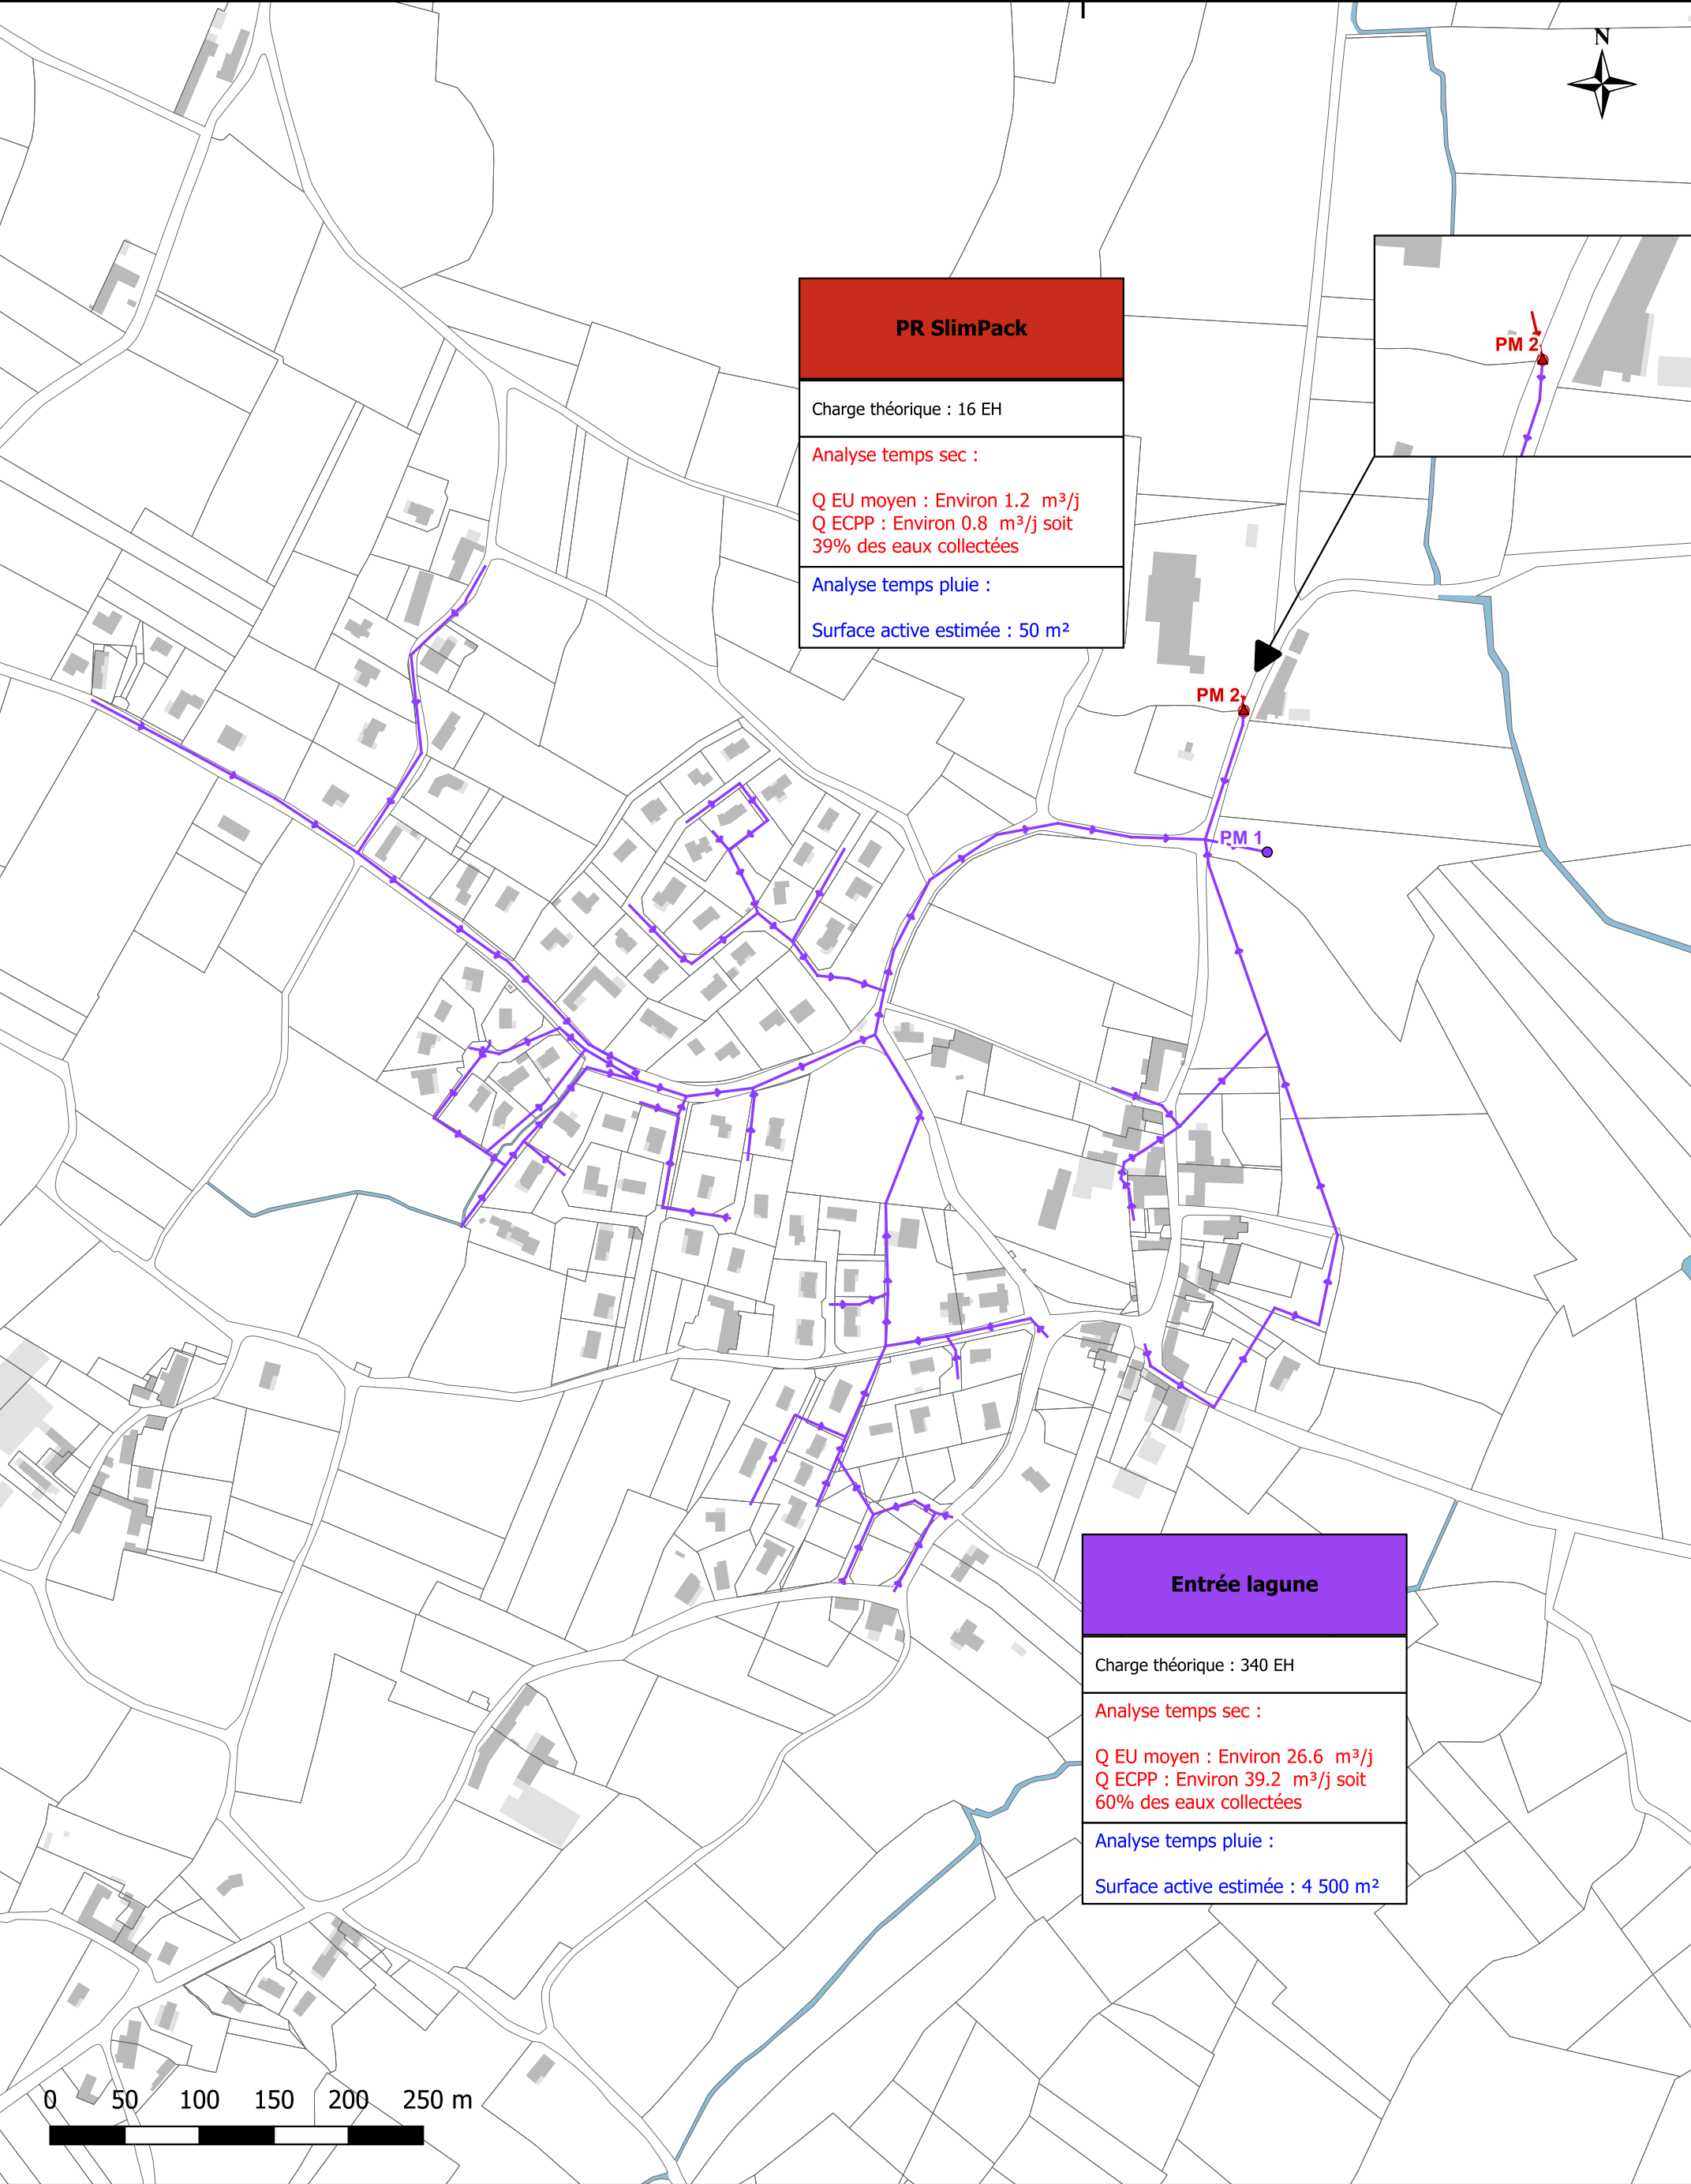 N
PR SlimPack
Charge théorique : 16 EH
Analyse temps sec :
Q EU moyen : Environ 1.2 m³/j
Q ECPP : Environ 0.8 m³/j soit
39% des eaux collectées
Analyse temps pluie :
Surface active estimée : 50 m²
PM 2
PM 2
PM 1
Entrée lagune
Charge théorique : 340 EH
Analyse temps sec :
Q EU moyen : Environ 26.6 m³/j
Q ECPP : Environ 39.2 m³/j soit
60% des eaux collectées
Analyse temps pluie :
Surface active estimée : 4 500 m²
0 50 100 150 200 250 m